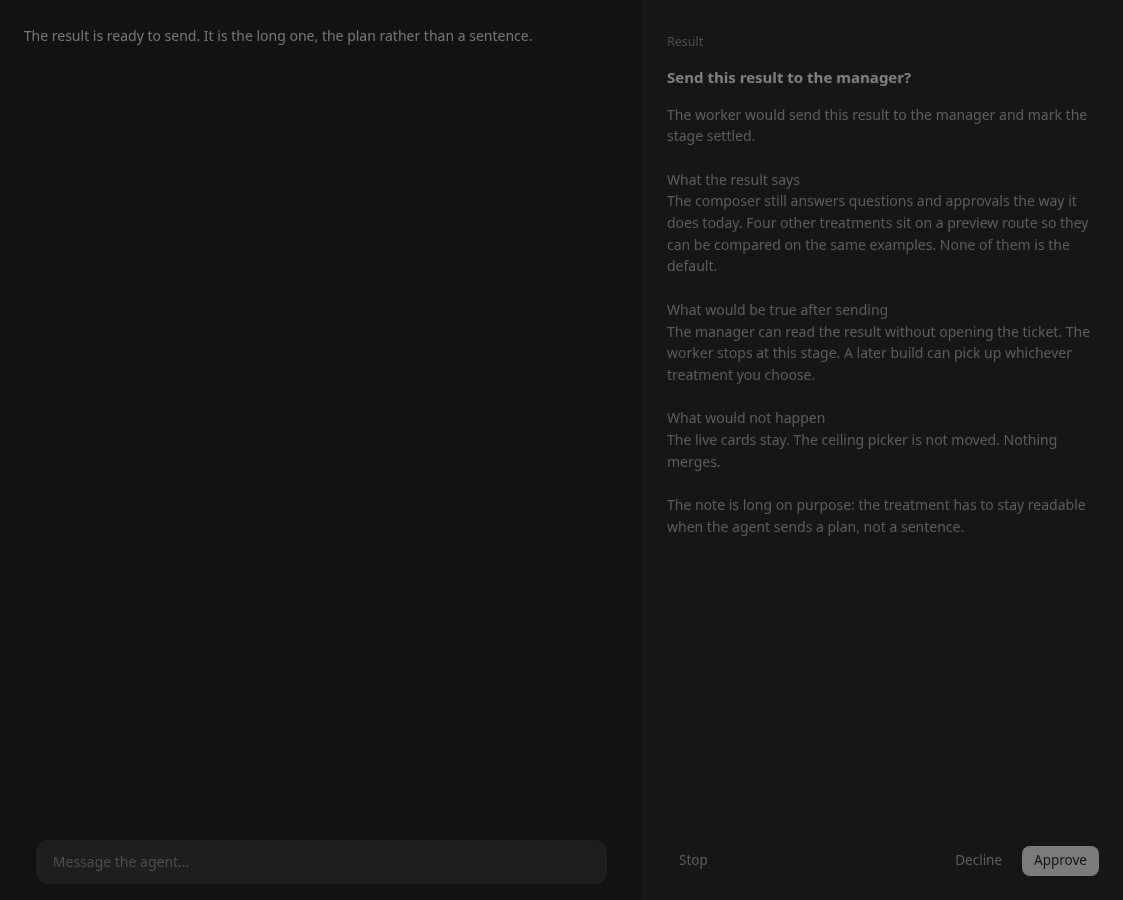 The result is ready to send. It is the long one, the plan rather than a sentence.
Message the agent...
Result
Send this result to the manager?
The worker would send this result to the manager and mark the
stage settled.
What the result says
The composer still answers questions and approvals the way it
does today. Four other treatments sit on a preview route so they
can be compared on the same examples. None of them is the
default.
What would be true after sending
The manager can read the result without opening the ticket. The
worker stops at this stage. A later build can pick up whichever
treatment you choose.
What would not happen
The live cards stay. The ceiling picker is not moved. Nothing
merges.
The note is long on purpose: the treatment has to stay readable
when the agent sends a plan, not a sentence.
Stop
Decline
Approve